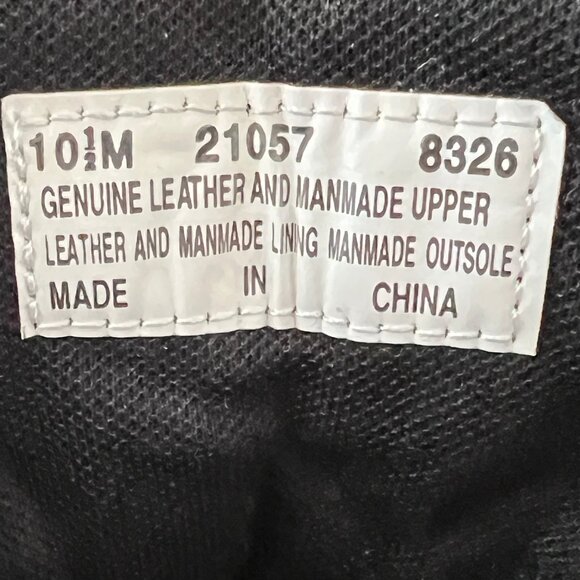 10½M 21057 8326
GENUINE LEATHER AND MANMADE UPPER
LEATHER AND MANMADE LINING MANMADE OUTSOLE
MADE IN CHINA